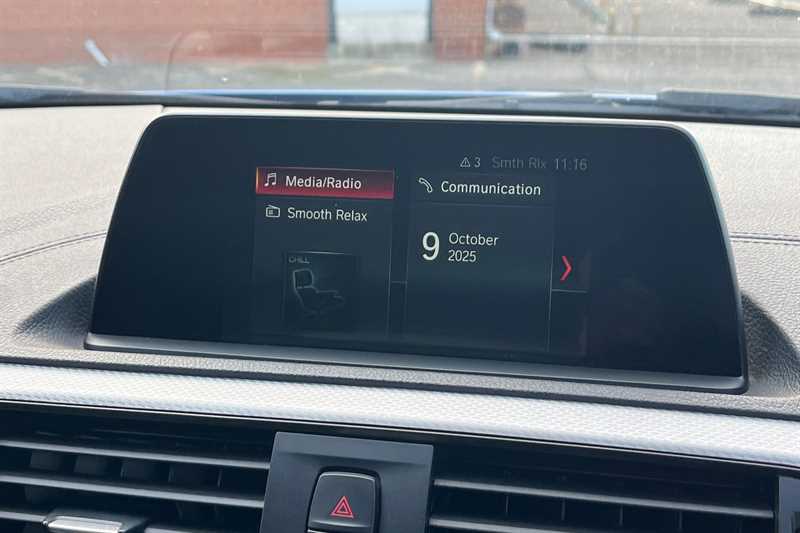 3 Smth Rlx 11:16
Media/Radio
Smooth Relax
CHILL
Communication
9 October
2025